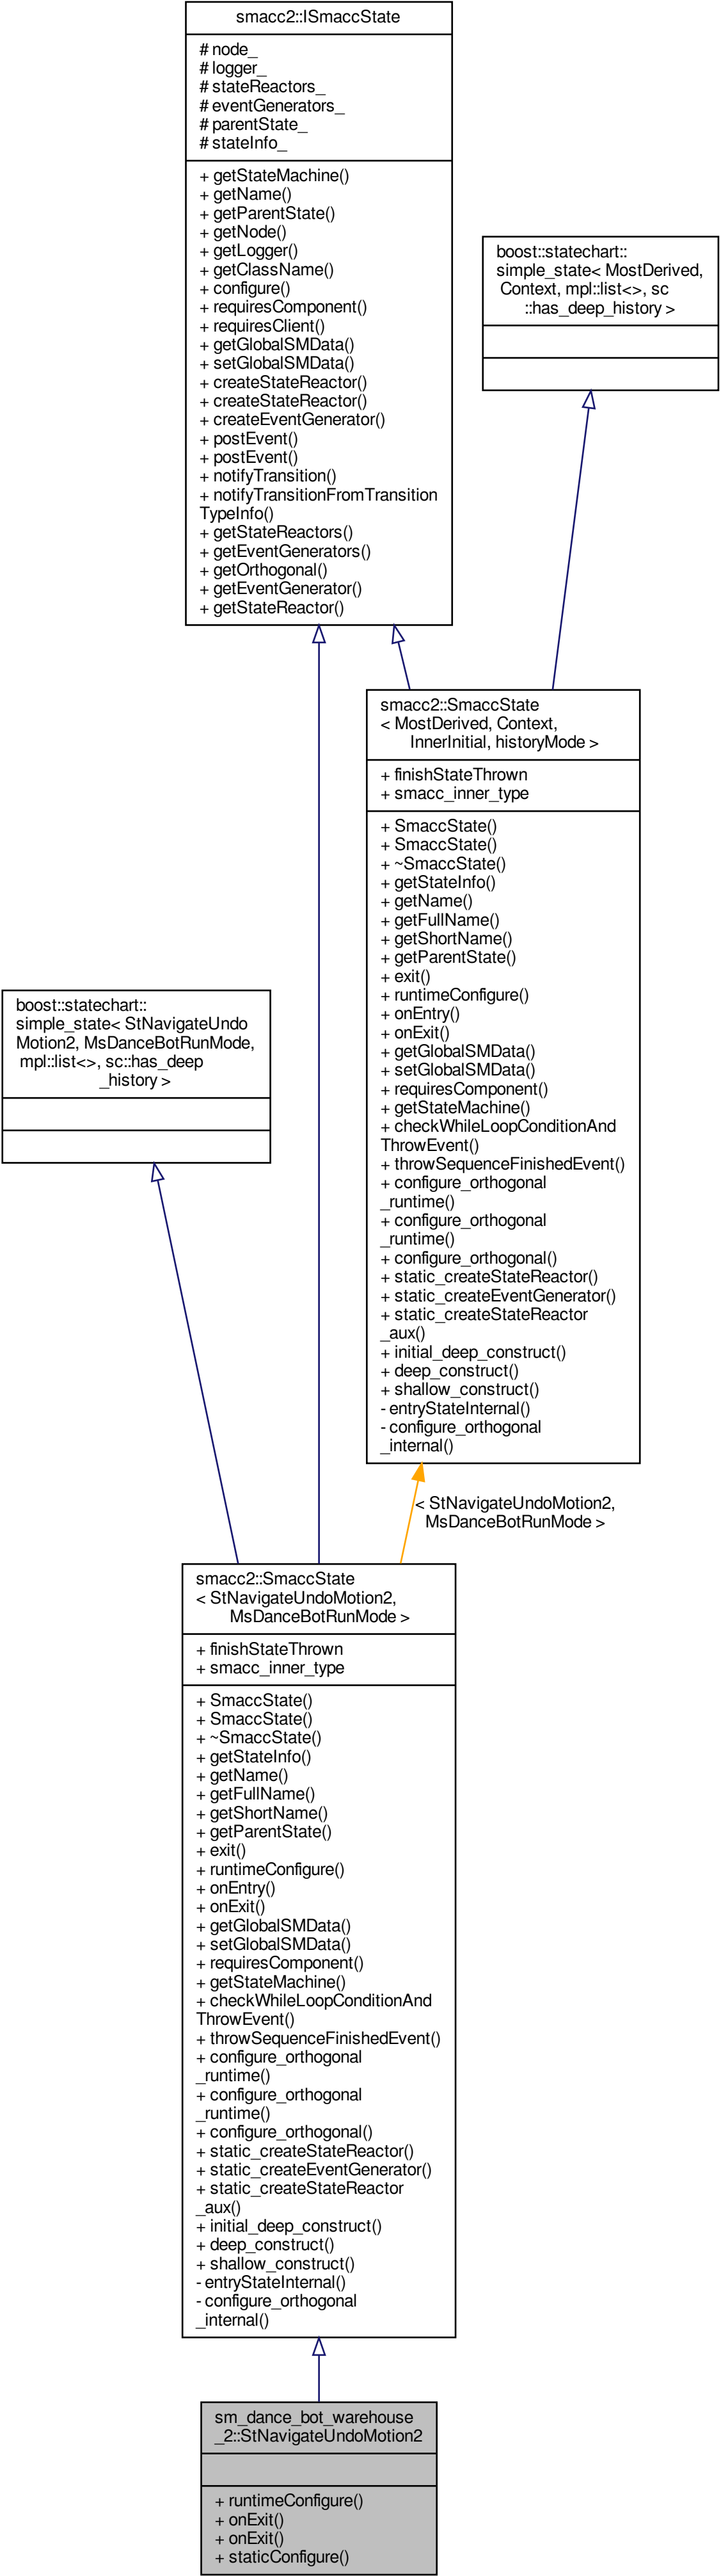 smacc2::ISmaccState
# node_
# logger_
# stateReactors_
# eventGenerators_
# parentState_
# stateInfo_
+ getStateMachine()
+ getName()
+ getParentState()
+ getNode()
+ getLogger()
+ getClassName()
+ configure()
+ requiresComponent()
+ requiresClient()
+ getGlobalSMData()
+ setGlobalSMData()
+ createStateReactor()
+ createStateReactor()
+ createEventGenerator()
+ postEvent()
+ postEvent()
+ notifyTransition()
+ notifyTransitionFromTransition
TypeInfo()
+ getStateReactors()
+ getEventGenerators()
+ getOrthogonal()
+ getEventGenerator()
+ getStateReactor()
boost::statechart::
simple_state< MostDerived,
Context, mpl::list<>, sc
::has_deep_history >
smacc2::SmaccState
< MostDerived, Context,
InnerInitial, historyMode >
+ finishStateThrown
+ smacc_inner_type
+ SmaccState()
+ SmaccState()
+ ~SmaccState()
+ getStateInfo()
+ getName()
+ getFullName()
+ getShortName()
+ getParentState()
+ exit()
+ runtimeConfigure()
+ onEntry()
+ onExit()
+ getGlobalSMData()
+ setGlobalSMData()
+ requiresComponent()
+ getStateMachine()
+ checkWhileLoopConditionAnd
ThrowEvent()
+ throwSequenceFinishedEvent()
+ configure_orthogonal
_runtime()
+ configure_orthogonal
_runtime()
+ configure_orthogonal()
+ static_createStateReactor()
+ static_createEventGenerator()
+ static_createStateReactor
_aux()
+ initial_deep_construct()
+ deep_construct()
+ shallow_construct()
- entryStateInternal()
- configure_orthogonal
_internal()
boost::statechart::
simple_state< StNavigateUndo
Motion2, MsDanceBotRunMode,
mpl::list<>, sc::has_deep
_history >
< StNavigateUndoMotion2,
MsDanceBotRunMode >
smacc2::SmaccState
< StNavigateUndoMotion2,
MsDanceBotRunMode >
+ finishStateThrown
+ smacc_inner_type
+ SmaccState()
+ SmaccState()
+ ~SmaccState()
+ getStateInfo()
+ getName()
+ getFullName()
+ getShortName()
+ getParentState()
+ exit()
+ runtimeConfigure()
+ onEntry()
+ onExit()
+ getGlobalSMData()
+ setGlobalSMData()
+ requiresComponent()
+ getStateMachine()
+ checkWhileLoopConditionAnd
ThrowEvent()
+ throwSequenceFinishedEvent()
+ configure_orthogonal
_runtime()
+ configure_orthogonal
_runtime()
+ configure_orthogonal()
+ static_createStateReactor()
+ static_createEventGenerator()
+ static_createStateReactor
_aux()
+ initial_deep_construct()
+ deep_construct()
+ shallow_construct()
- entryStateInternal()
- configure_orthogonal
_internal()
sm_dance_bot_warehouse
_2::StNavigateUndoMotion2
+ runtimeConfigure()
+ onExit()
+ onExit()
+ staticConfigure()